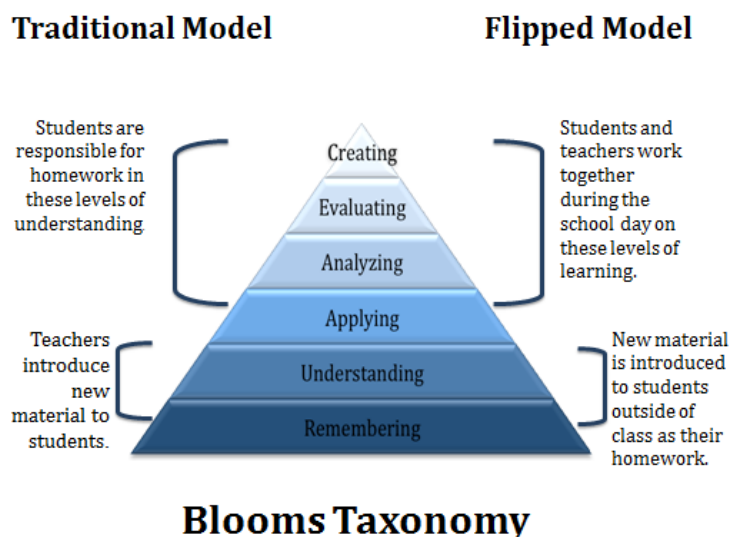 Traditional Model
Flipped Model
Students are
responsible for
homework in
these levels of
understanding.
Teachers
introduce
new
material to
students.
Creating
Evaluating
Analyzing
Applying
Understanding
Remembering
Students and
teachers work
together
during the
school day on
these levels of
learning.
New material
is introduced
to students
outside of
class as their
homework.
Blooms Taxonomy